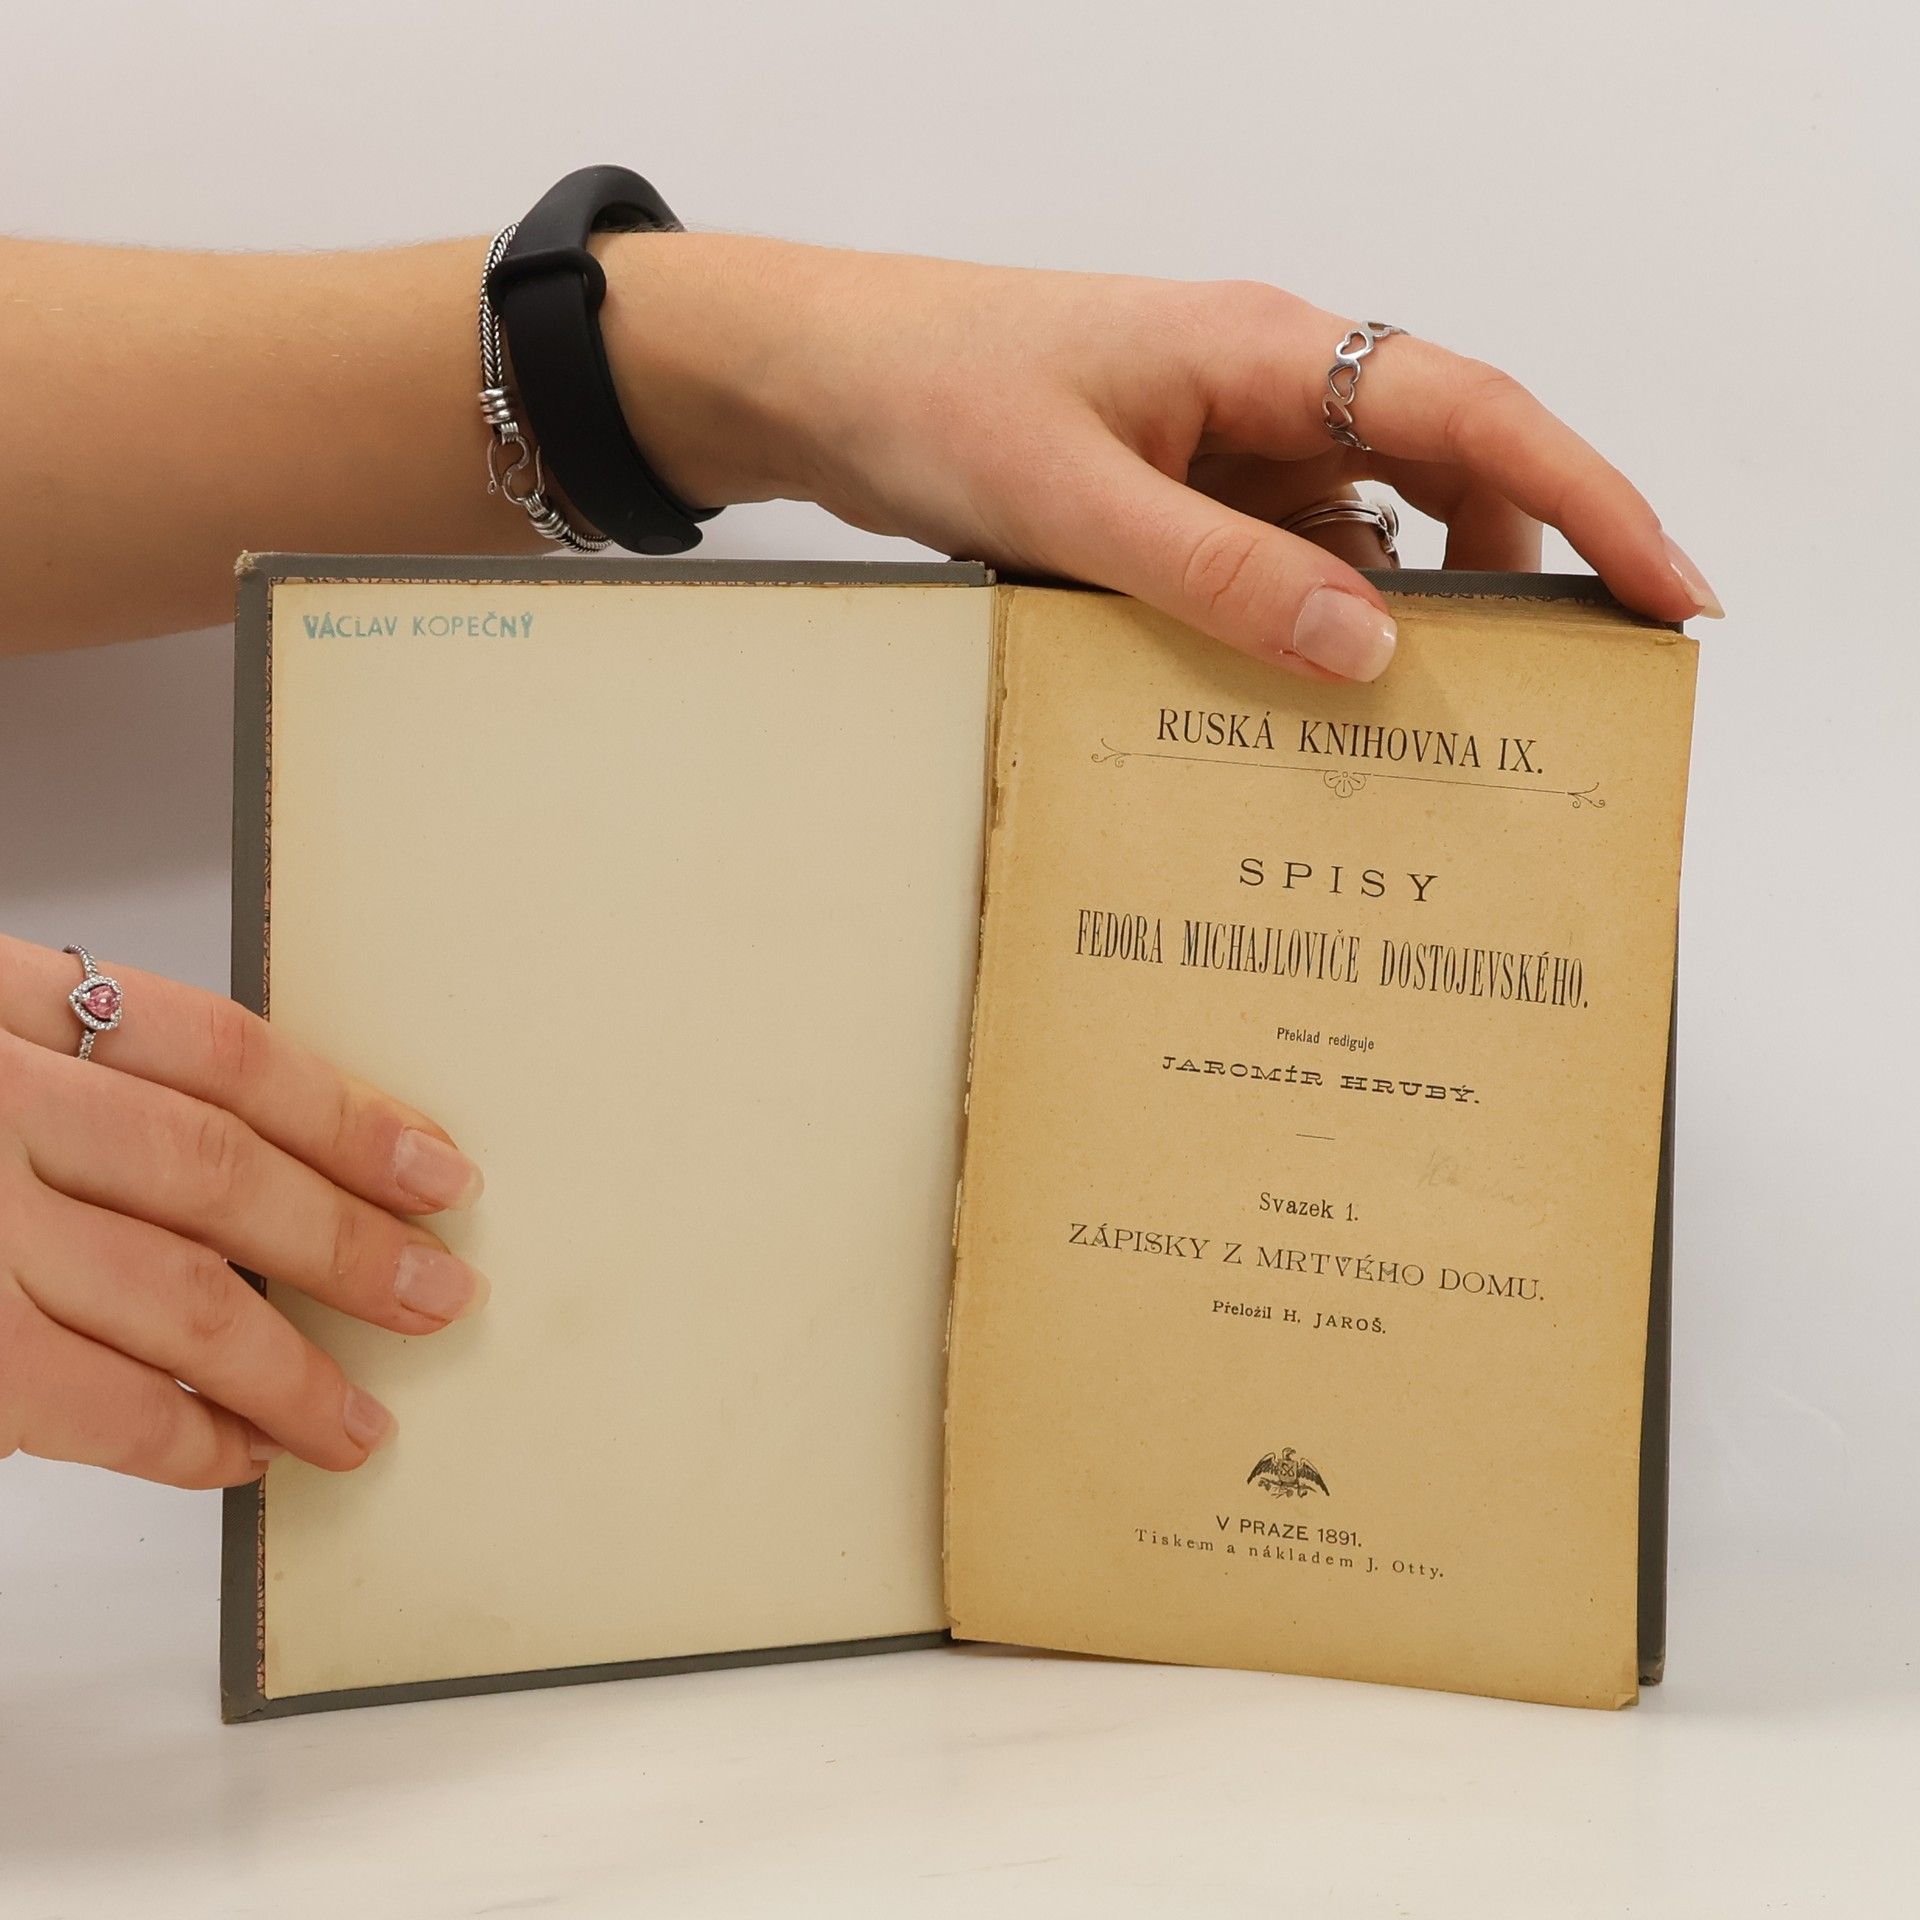 VÁCLAV KOPEČNÝ
RUSKÁ KNIHOVNA IX.
SPISY
FEDORA MICHAJLOVIČE DOSTOJEVSKÉHO.
Překlad rediguje
JAROMÍR HRUBÝ.
Svazek 1.
ZÁPISKY Z MRTVÉHO DOMU.
Přeložil H. JAROŠ.
V PRAZE 1891.
Tiskem a nákladem J. Otty.